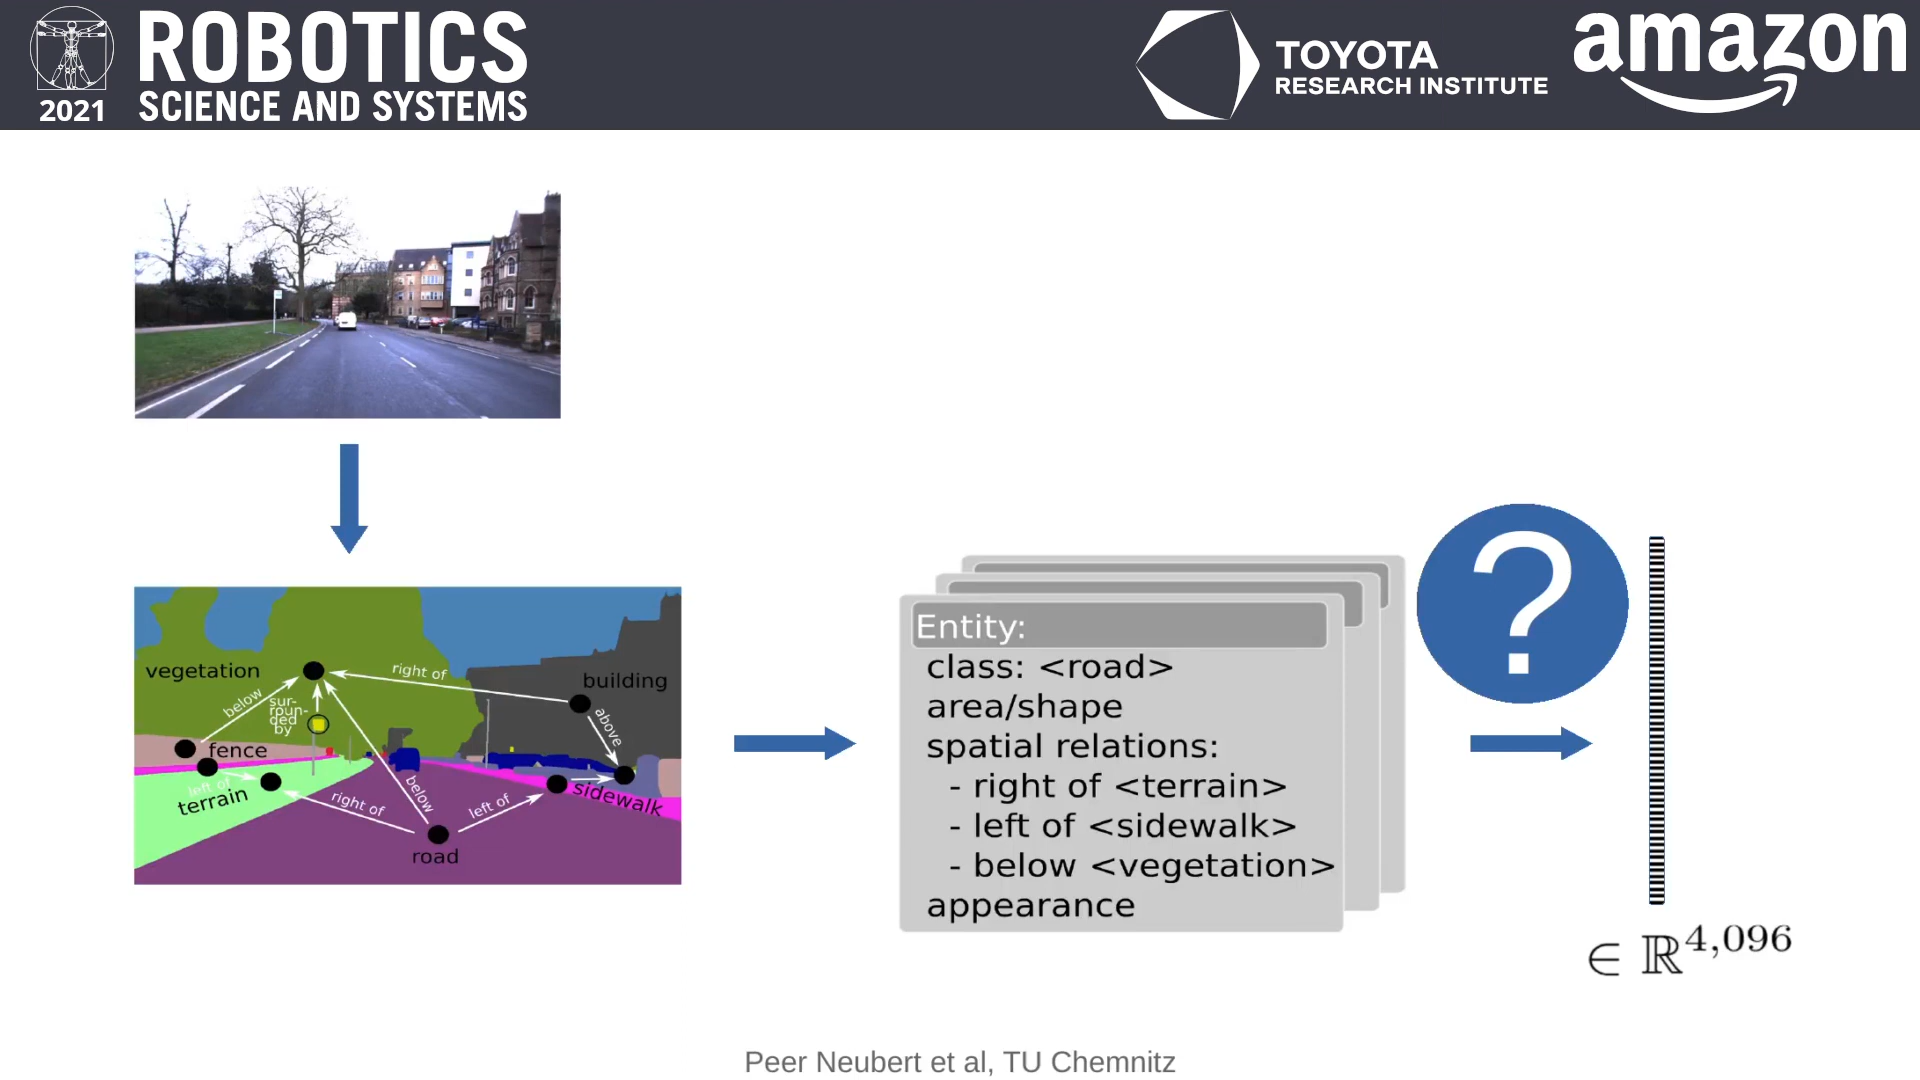 2021
ROBOTICS
SCIENCE AND SYSTEMS
TOYOTA
RESEARCH INSTITUTE
amazon
vegetation
right of
building
below
sur-
roun-
ded
by
above
fence
left of
terrain
right of
below
left of
sidewalk
road
Entity:
class: <road>
area/shape
spatial relations:
- right of <terrain>
- left of <sidewalk>
- below <vegetation>
appearance
?
∈ ℝ^4,096
Peer Neubert et al, TU Chemnitz